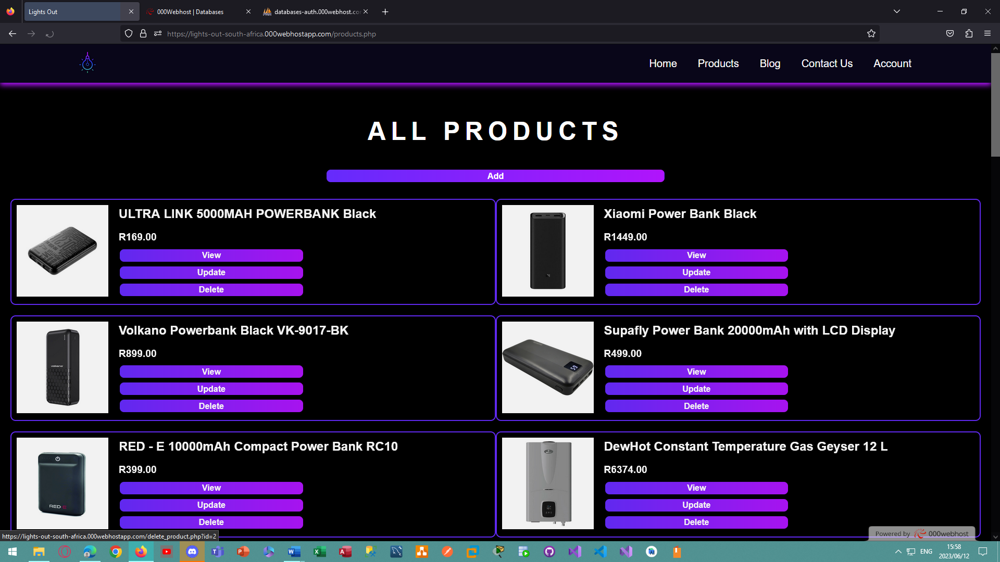 Lights Out
000Webhost | Databases
databases-auth.000webhost.con
https://lights-out-south-africa.000webhostapp.com/products.php
Home Products Blog Contact Us Account
ALL PRODUCTS
Add
ULTRA LINK 5000MAH POWERBANK Black
R169.00
View
Update
Delete
Xiaomi Power Bank Black
R1449.00
View
Update
Delete
Volkano Powerbank Black VK-9017-BK
R899.00
View
Update
Delete
volkano
Supafly Power Bank 20000mAh with LCD Display
R499.00
View
Update
Delete
59
RED - E 10000mAh Compact Power Bank RC10
R399.00
View
Update
Delete
RED-E
DewHot Constant Temperature Gas Geyser 12 L
R6374.00
View
Update
Delete
https://lights-out-south-africa.000webhostapp.com/delete_product.php?id=2
Powered by 000webhost
ENG
15:58
2023/06/12